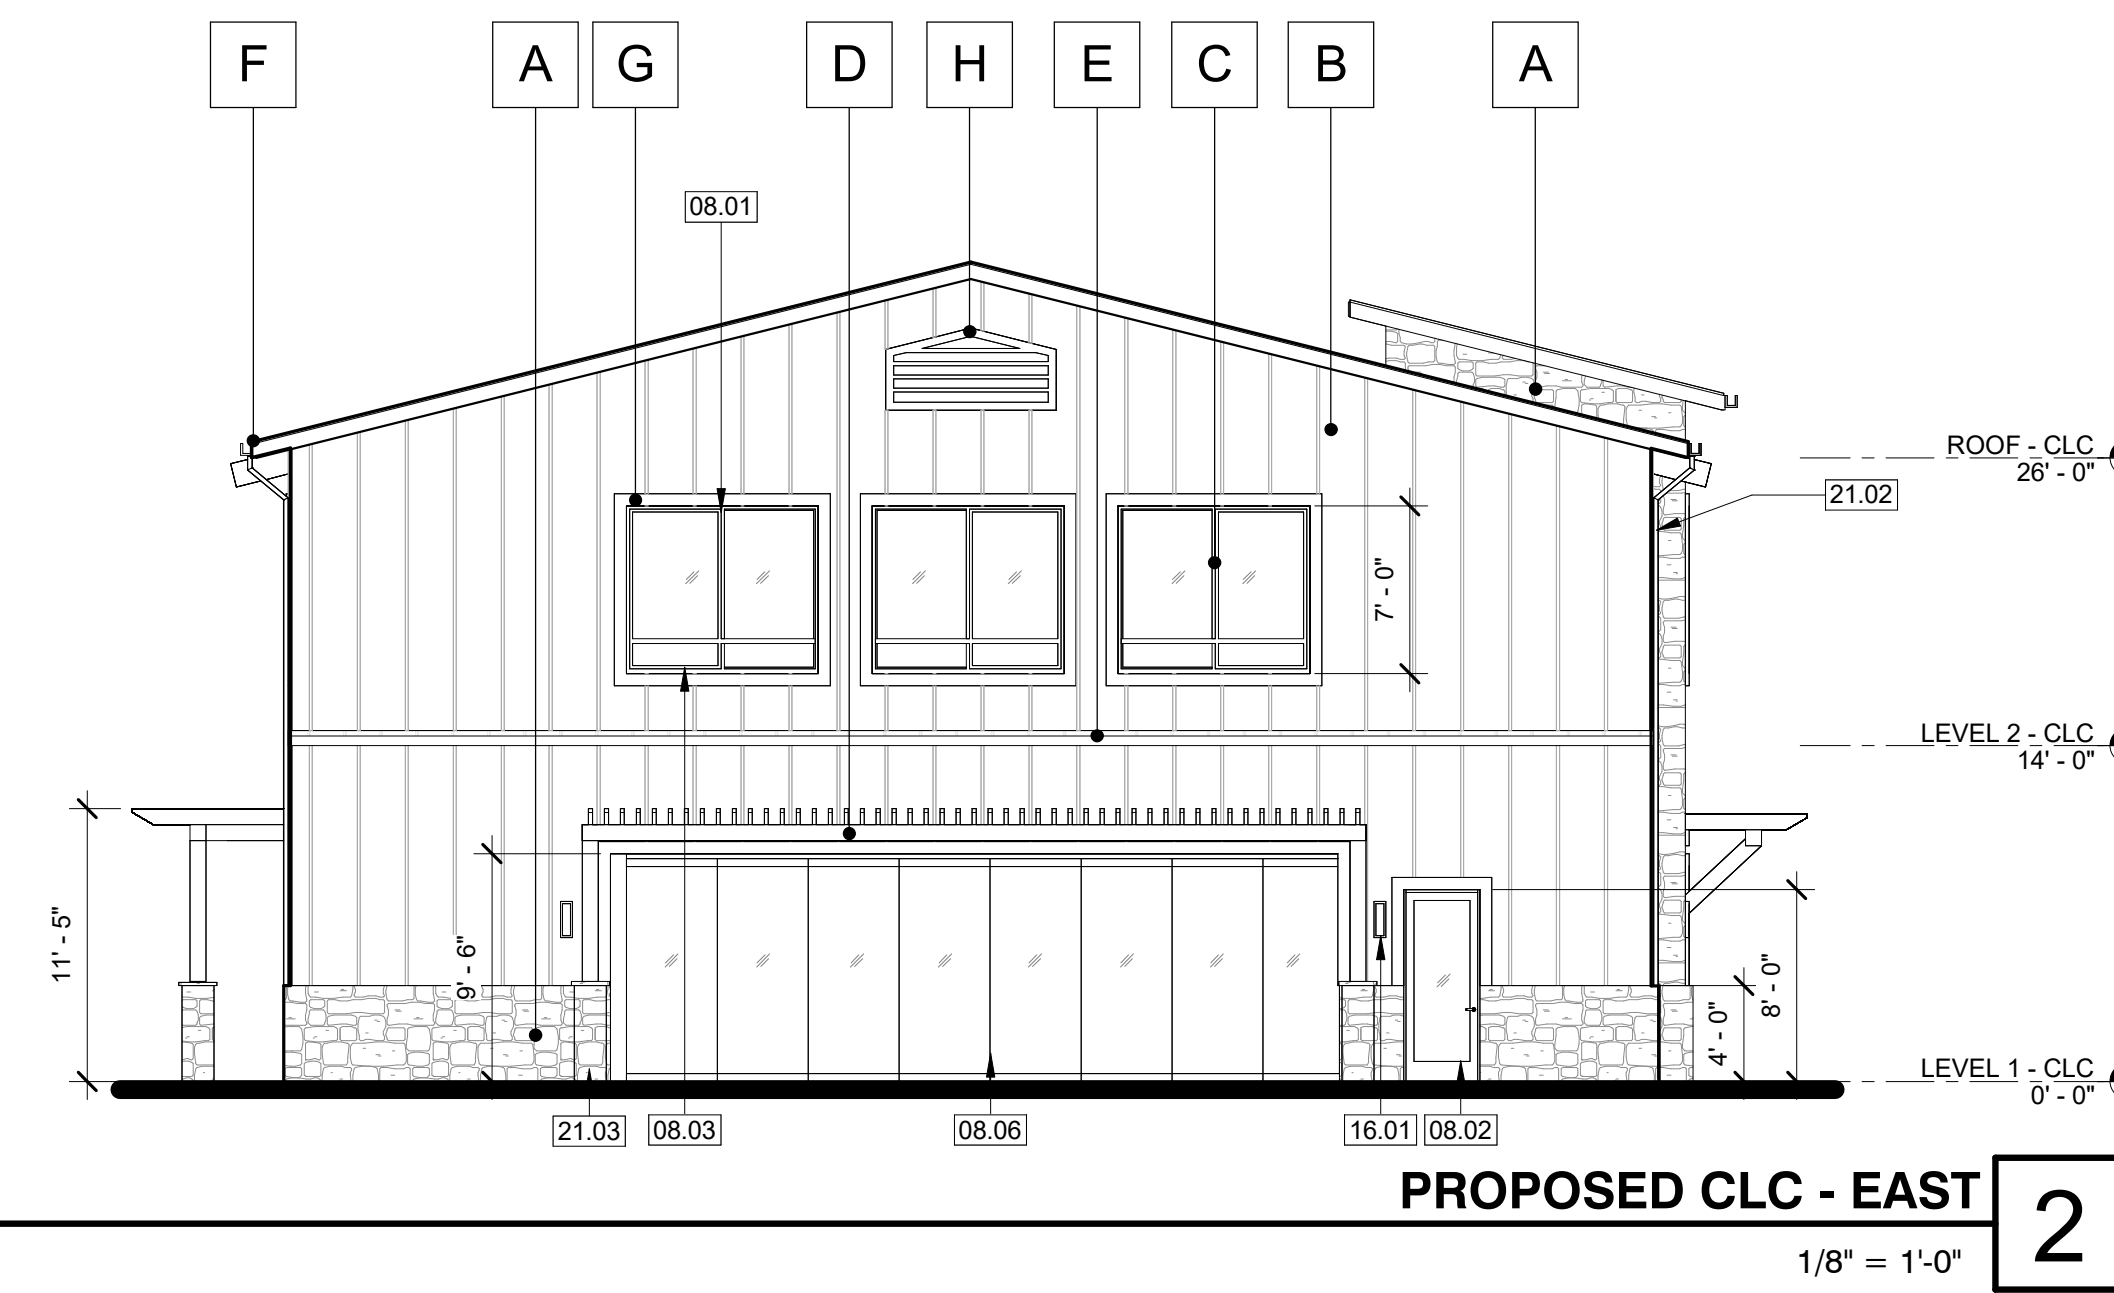 F A G D H E C B A
08.01
ROOF - CLC
26' - 0"
21.02
7' - 0"
LEVEL 2 - CLC
14' - 0"
11' - 5"
9' - 6"
8' - 0"
4' - 0"
LEVEL 1 - CLC
0' - 0"
21.03 08.03 08.06 16.01 08.02
PROPOSED CLC - EAST
2
1/8" = 1'-0"